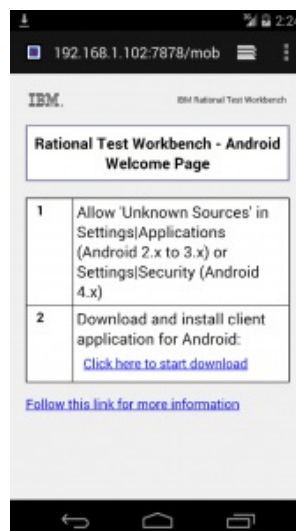 2:24
192.168.1.102:7878/mob
IBM.
IBM Rational Test Workbench
Rational Test Workbench - Android
Welcome Page
1
Allow 'Unknown Sources' in
Settings|Applications
(Android 2.x to 3.x) or
Settings|Security (Android
4.x)
2
Download and install client
application for Android:
Click here to start download
Follow this link for more information